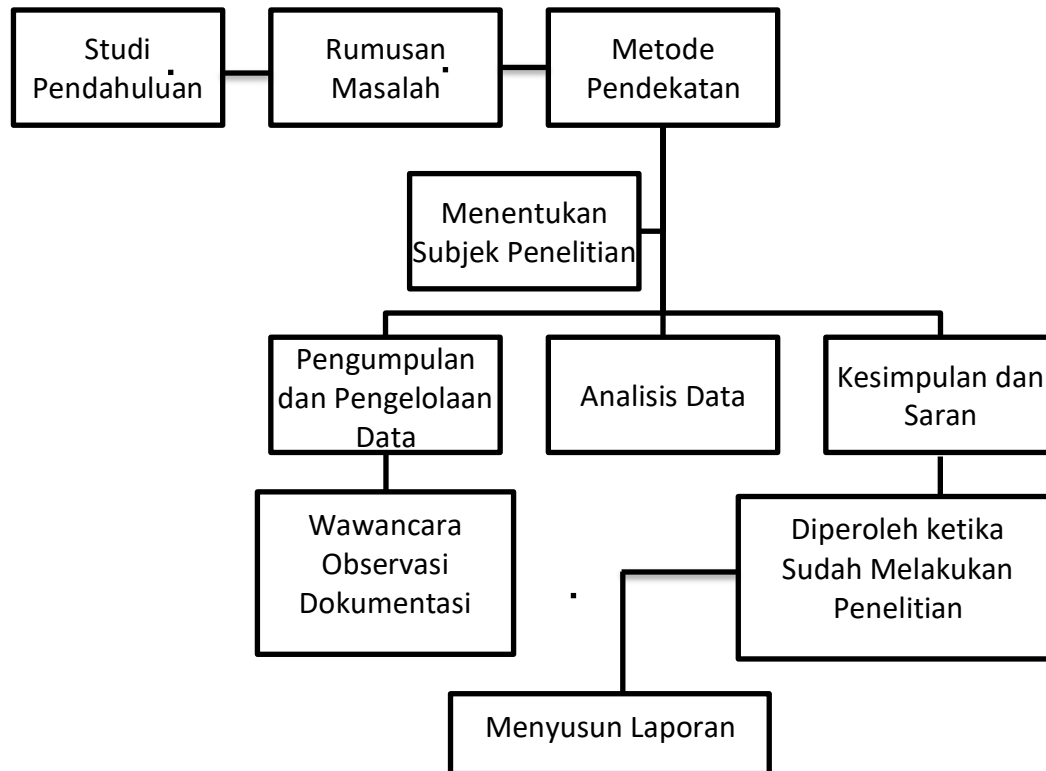 Studi
Pendahuluan
Rumusan
Masalah
Metode
Pendekatan
Menentukan
Subjek Penelitian
Pengumpulan
dan Pengelolaan
Data
Analisis Data
Kesimpulan dan
Saran
Wawancara
Observasi
Dokumentasi
Diperoleh ketika
Sudah Melakukan
Penelitian
Menyusun Laporan